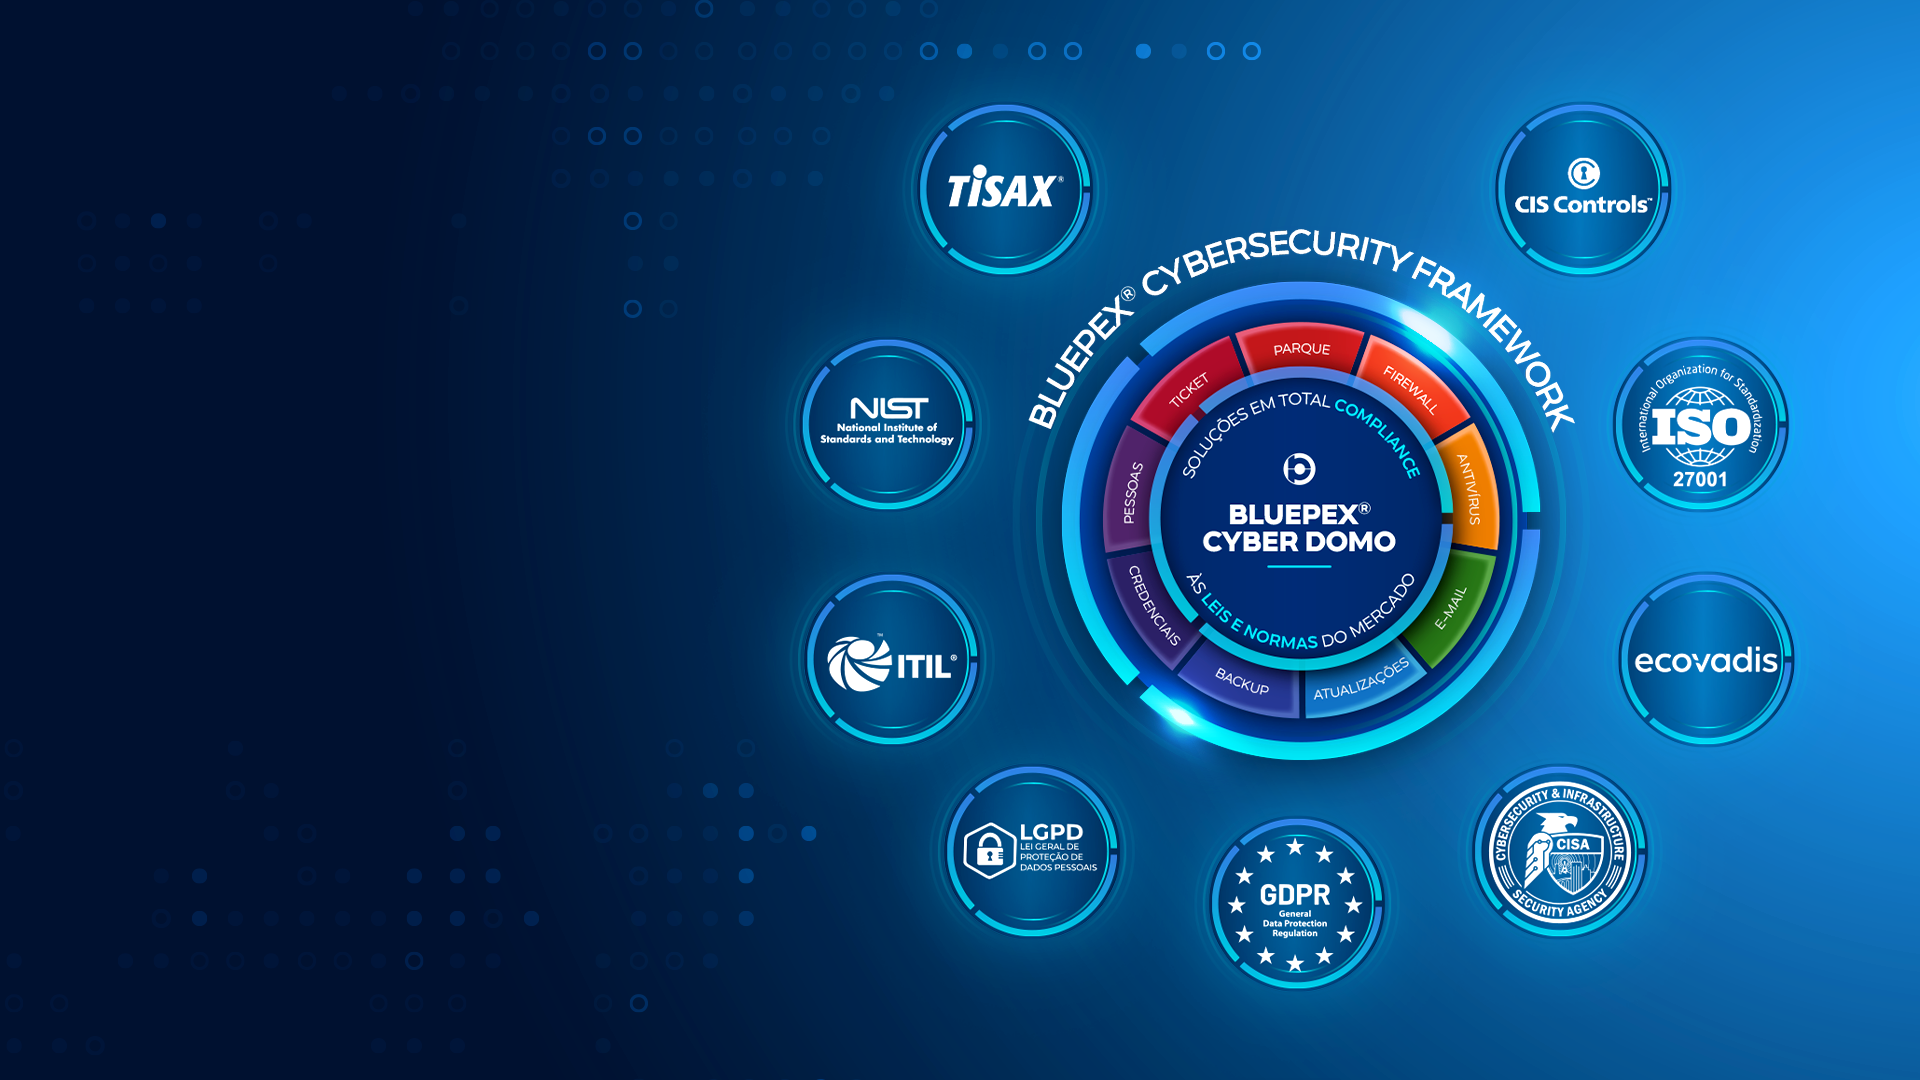 TISAX®
CIS Controls™
BLUEPEX® CYBERSECURITY FRAMEWORK
NIST
National Institute of
Standards and Technology
International Organization for Standardization
ISO
27001
PARQUE
FIREWALL
ANTIVÍRUS
E-MAIL
ATUALIZAÇÕES
BACKUP
CREDENCIAIS
PESSOAS
TICKET
SOLUÇÕES EM TOTAL COMPLIANCE
BLUEPEX®
CYBER DOMO
ÀS LEIS E NORMAS DO MERCADO
ITIL®
™
ecovadis
LGPD
LEI GERAL DE
PROTEÇÃO DE
DADOS PESSOAIS
GDPR
General
Data Protection
Regulation
CYBERSECURITY & INFRASTRUCTURE
CISA
SECURITY AGENCY